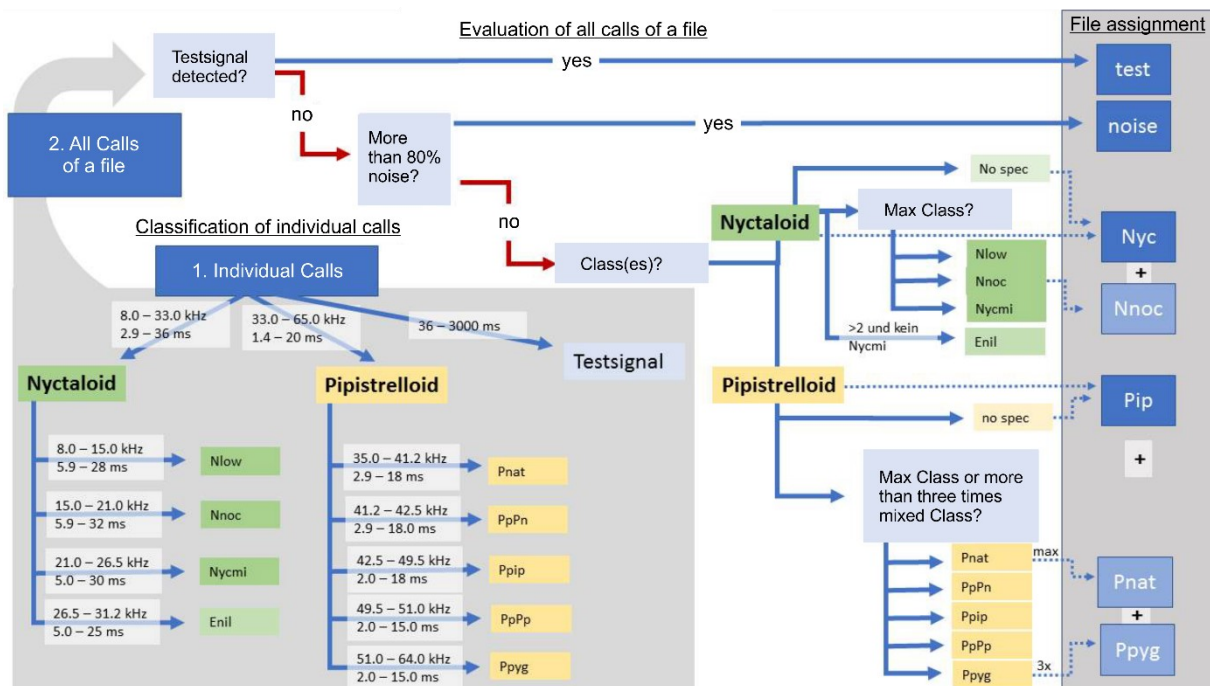 Evaluation of all calls of a file
File assignment
Testsignal
detected?
yes
test
no
2. All Calls
of a file
More
than 80%
noise?
yes
noise
no
Classification of individual calls
1. Individual Calls
Class(es)?
8.0 – 33.0 kHz
2.9 – 36 ms
33.0 – 65.0 kHz
1.4 – 20 ms
36 – 3000 ms
Testsignal
Nyctaloid
8.0 – 15.0 kHz
5.9 – 28 ms
Nlow
15.0 – 21.0 kHz
5.9 – 32 ms
Nnoc
21.0 – 26.5 kHz
5.0 – 30 ms
Nycmi
26.5 – 31.2 kHz
5.0 – 25 ms
Enil
Pipistrelloid
35.0 – 41.2 kHz
2.9 – 18 ms
Pnat
41.2 – 42.5 kHz
2.9 – 18.0 ms
PpPn
42.5 – 49.5 kHz
2.0 – 18 ms
Ppip
49.5 – 51.0 kHz
2.0 – 15.0 ms
PpPp
51.0 – 64.0 kHz
2.0 – 15.0 ms
Ppyg
Nyctaloid
No spec
Max Class?
Nlow
Nnoc
Nycmi
>2 und kein
Nycmi
Enil
Nyc
+
Nnoc
Pipistrelloid
no spec
Pip
+
Max Class or more
than three times
mixed Class?
Pnat
max
PpPn
Ppip
PpPp
Ppyg
3x
Pnat
+
Ppyg